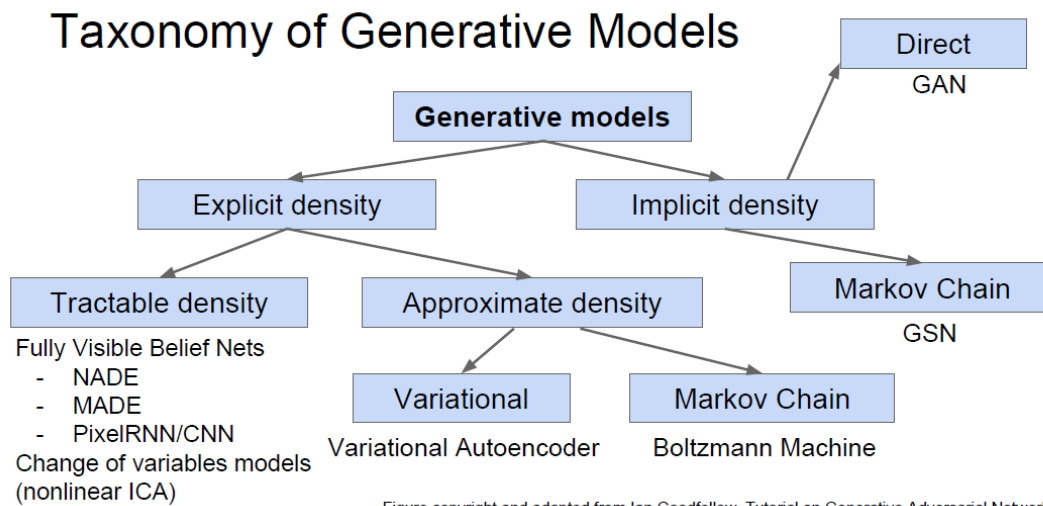 Taxonomy of Generative Models
Direct
GAN
Generative models
Explicit density
Implicit density
Tractable density
Approximate density
Markov Chain
GSN
Fully Visible Belief Nets
- NADE
- MADE
- PixelRNN/CNN
Change of variables models
(nonlinear ICA)
Variational
Variational Autoencoder
Markov Chain
Boltzmann Machine